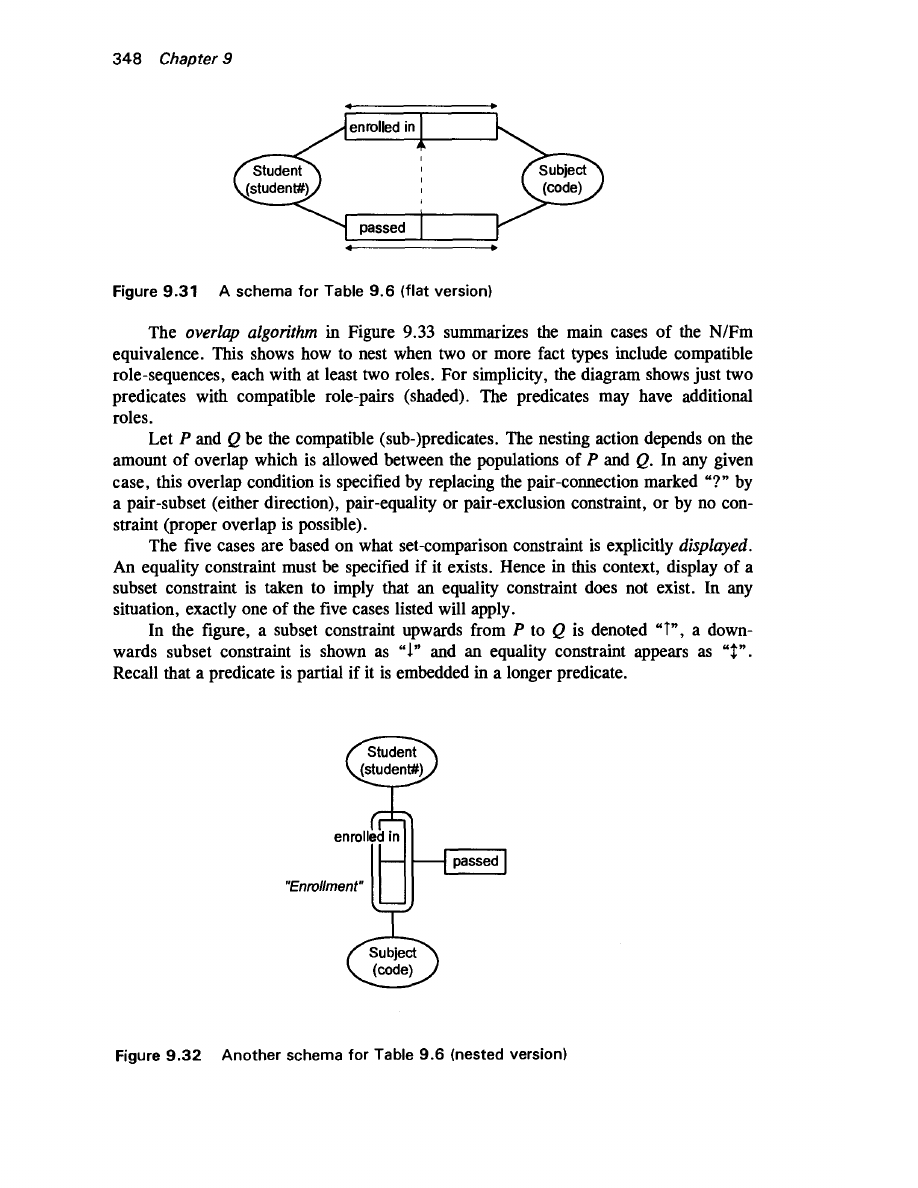 348 Chapter 9
enrolled in
Student
(student#)
Subject
(code)
passed
Figure 9.31 A schema for Table 9.6 (flat version)
The overlap algorithm in Figure 9.33 summarizes the main cases of the N/Fm
equivalence. This shows how to nest when two or more fact types include compatible
role-sequences, each with at least two roles. For simplicity, the diagram shows just two
predicates with compatible role-pairs (shaded). The predicates may have additional
roles.
Let P and Q be the compatible (sub-)predicates. The nesting action depends on the
amount of overlap which is allowed between the populations of P and Q. In any given
case, this overlap condition is specified by replacing the pair-connection marked “?” by
a pair-subset (either direction), pair-equality or pair-exclusion constraint, or by no con-
straint (proper overlap is possible).
The five cases are based on what set-comparison constraint is explicitly displayed.
An equality constraint must be specified if it exists. Hence in this context, display of a
subset constraint is taken to imply that an equality constraint does not exist. In any
situation, exactly one of the five cases listed will apply.
In the figure, a subset constraint upwards from P to Q is denoted “↑”, a down-
wards subset constraint is shown as “↓” and an equality constraint appears as “↕”.
Recall that a predicate is partial if it is embedded in a longer predicate.
Student
(student#)
enrolled in
passed
"Enrollment"
Subject
(code)
Figure 9.32 Another schema for Table 9.6 (nested version)